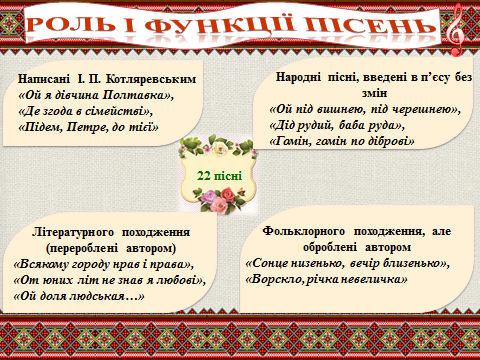 РОЛЬ І ФУНКЦІЇ ПІСЕНЬ
Написані І. П. Котляревським
«Ой я дівчина Полтавка»,
«Де згода в сімействі»,
«Підем, Петре, до тієї»
Народні пісні, введені в п’єсу без
змін
«Ой під вишнею, під черешнею»,
«Дід рудий, баба руда»,
«Гомін, гомін по діброві»
22 пісні
Літературного походження
(перероблені автором)
«Всякому городу нрав і права»,
«От юних літ не знав я любові»,
«Ой доля людськая…»
Фольклорного походження, але
оброблені автором
«Сонце низенько, вечір близенько»,
«Ворскло,річка невеличка»